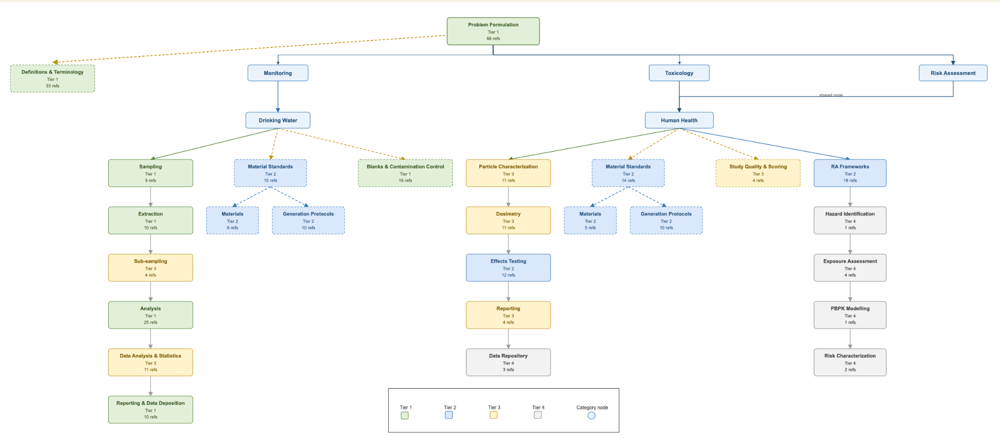 Problem Formulation
Tier 1
66 refs
Definitions & Terminology
Tier 1
33 refs
Monitoring
Toxicology
Risk Assessment
shared node
Drinking Water
Human Health
Sampling
Tier 1
9 refs
Material Standards
Tier 2
15 refs
Blanks & Contamination Control
Tier 1
16 refs
Particle Characterization
Tier 3
11 refs
Material Standards
Tier 2
14 refs
Study Quality & Scoring
Tier 3
4 refs
RA Frameworks
Tier 2
18 refs
Extraction
Tier 1
10 refs
Materials
Tier 2
6 refs
Generation Protocols
Tier 2
10 refs
Dosimetry
Tier 3
11 refs
Materials
Tier 2
5 refs
Generation Protocols
Tier 2
10 refs
Hazard Identification
Tier 4
1 refs
Sub-sampling
Tier 3
4 refs
Effects Testing
Tier 2
12 refs
Exposure Assessment
Tier 4
4 refs
Analysis
Tier 1
25 refs
Reporting
Tier 3
4 refs
PBPK Modelling
Tier 4
1 refs
Data Analysis & Statistics
Tier 3
11 refs
Data Repository
Tier 4
3 refs
Risk Characterization
Tier 4
2 refs
Reporting & Data Deposition
Tier 1
10 refs
Tier 1
Tier 2
Tier 3
Tier 4
Category node